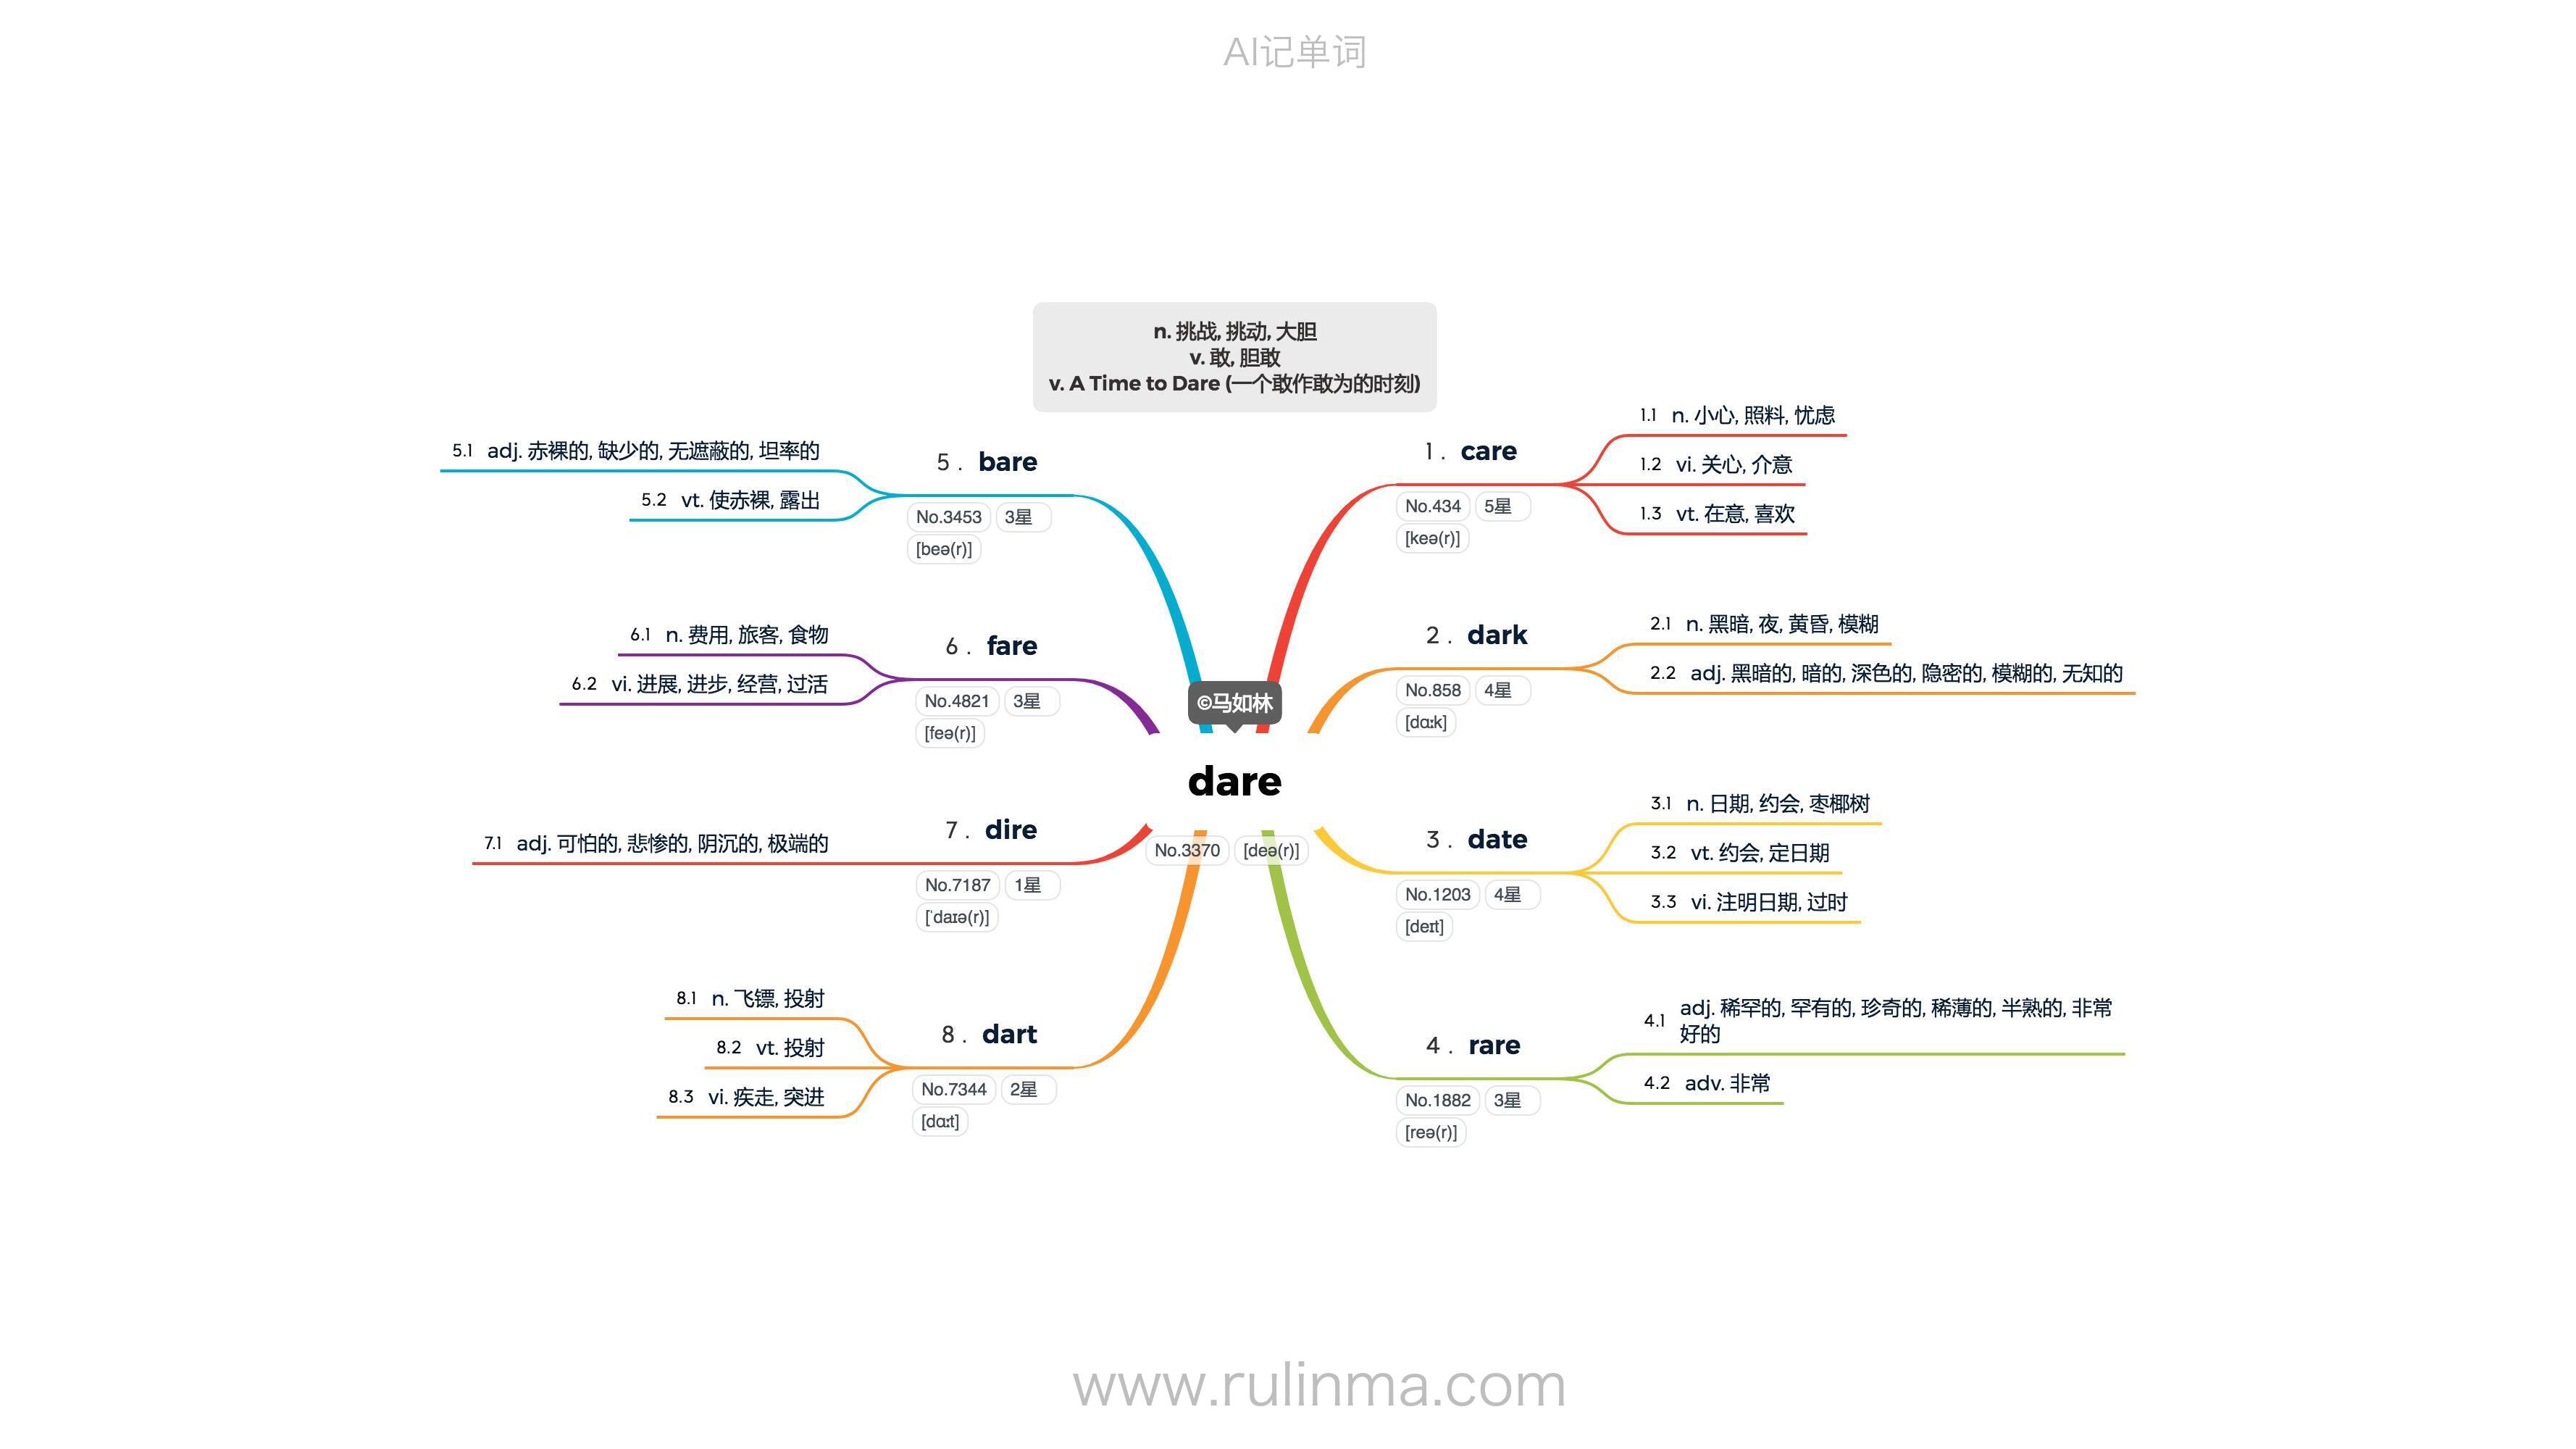 AI记单词
n. 挑战, 挑动, 大胆
v. 敢, 胆敢
v. A Time to Dare (一个敢作敢为的时刻)
©马如林
dare
No.3370 [deə(r)]
1 . care
No.434 5星
[keə(r)]
1.1 n. 小心, 照料, 忧虑
1.2 vi. 关心, 介意
1.3 vt. 在意, 喜欢
2 . dark
No.858 4星
[dɑːk]
2.1 n. 黑暗, 夜, 黄昏, 模糊
2.2 adj. 黑暗的, 暗的, 深色的, 隐密的, 模糊的, 无知的
3 . date
No.1203 4星
[deɪt]
3.1 n. 日期, 约会, 枣椰树
3.2 vt. 约会, 定日期
3.3 vi. 注明日期, 过时
4 . rare
No.1882 3星
[reə(r)]
4.1 adj. 稀罕的, 罕有的, 珍奇的, 稀薄的, 半熟的, 非常
好的
4.2 adv. 非常
5 . bare
No.3453 3星
[beə(r)]
5.1 adj. 赤裸的, 缺少的, 无遮蔽的, 坦率的
5.2 vt. 使赤裸, 露出
6 . fare
No.4821 3星
[feə(r)]
6.1 n. 费用, 旅客, 食物
6.2 vi. 进展, 进步, 经营, 过活
7 . dire
No.7187 1星
[ˈdaɪə(r)]
7.1 adj. 可怕的, 悲惨的, 阴沉的, 极端的
8 . dart
No.7344 2星
[dɑːt]
8.1 n. 飞镖, 投射
8.2 vt. 投射
8.3 vi. 疾走, 突进
www.rulinma.com